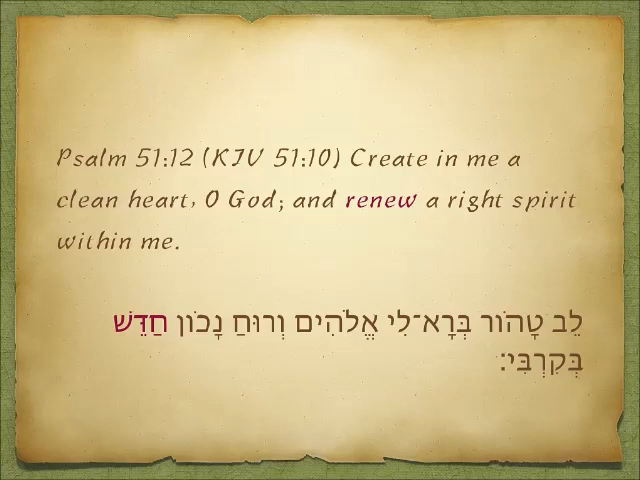 Psalm 51:12 (KJV 51:10) Create in me a
clean heart, O God; and renew a right spirit
within me.
לֵב טָהוֹר בְּרָא־לִי אֱלֹהִים וְרוּחַ נָכוֹן חַדֵּשׁ
בְּקִרְבִּי׃